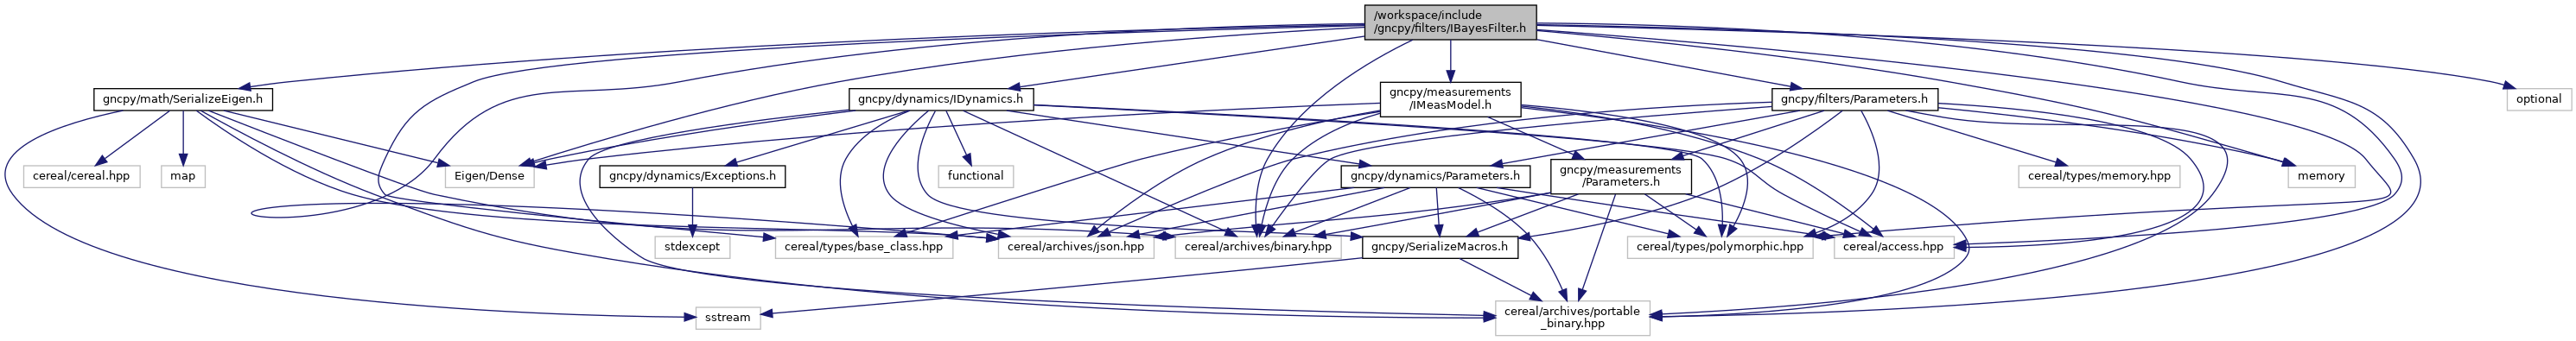 /workspace/include
/gncpy/filters/IBayesFilter.h
gncpy/math/SerializeEigen.h
gncpy/dynamics/IDynamics.h
gncpy/measurements
/IMeasModel.h
gncpy/filters/Parameters.h
optional
cereal/cereal.hpp
map
Eigen/Dense
gncpy/dynamics/Exceptions.h
functional
gncpy/dynamics/Parameters.h
gncpy/measurements
/Parameters.h
cereal/types/memory.hpp
memory
stdexcept
cereal/types/base_class.hpp
cereal/archives/json.hpp
cereal/archives/binary.hpp
gncpy/SerializeMacros.h
cereal/types/polymorphic.hpp
cereal/access.hpp
sstream
cereal/archives/portable
_binary.hpp